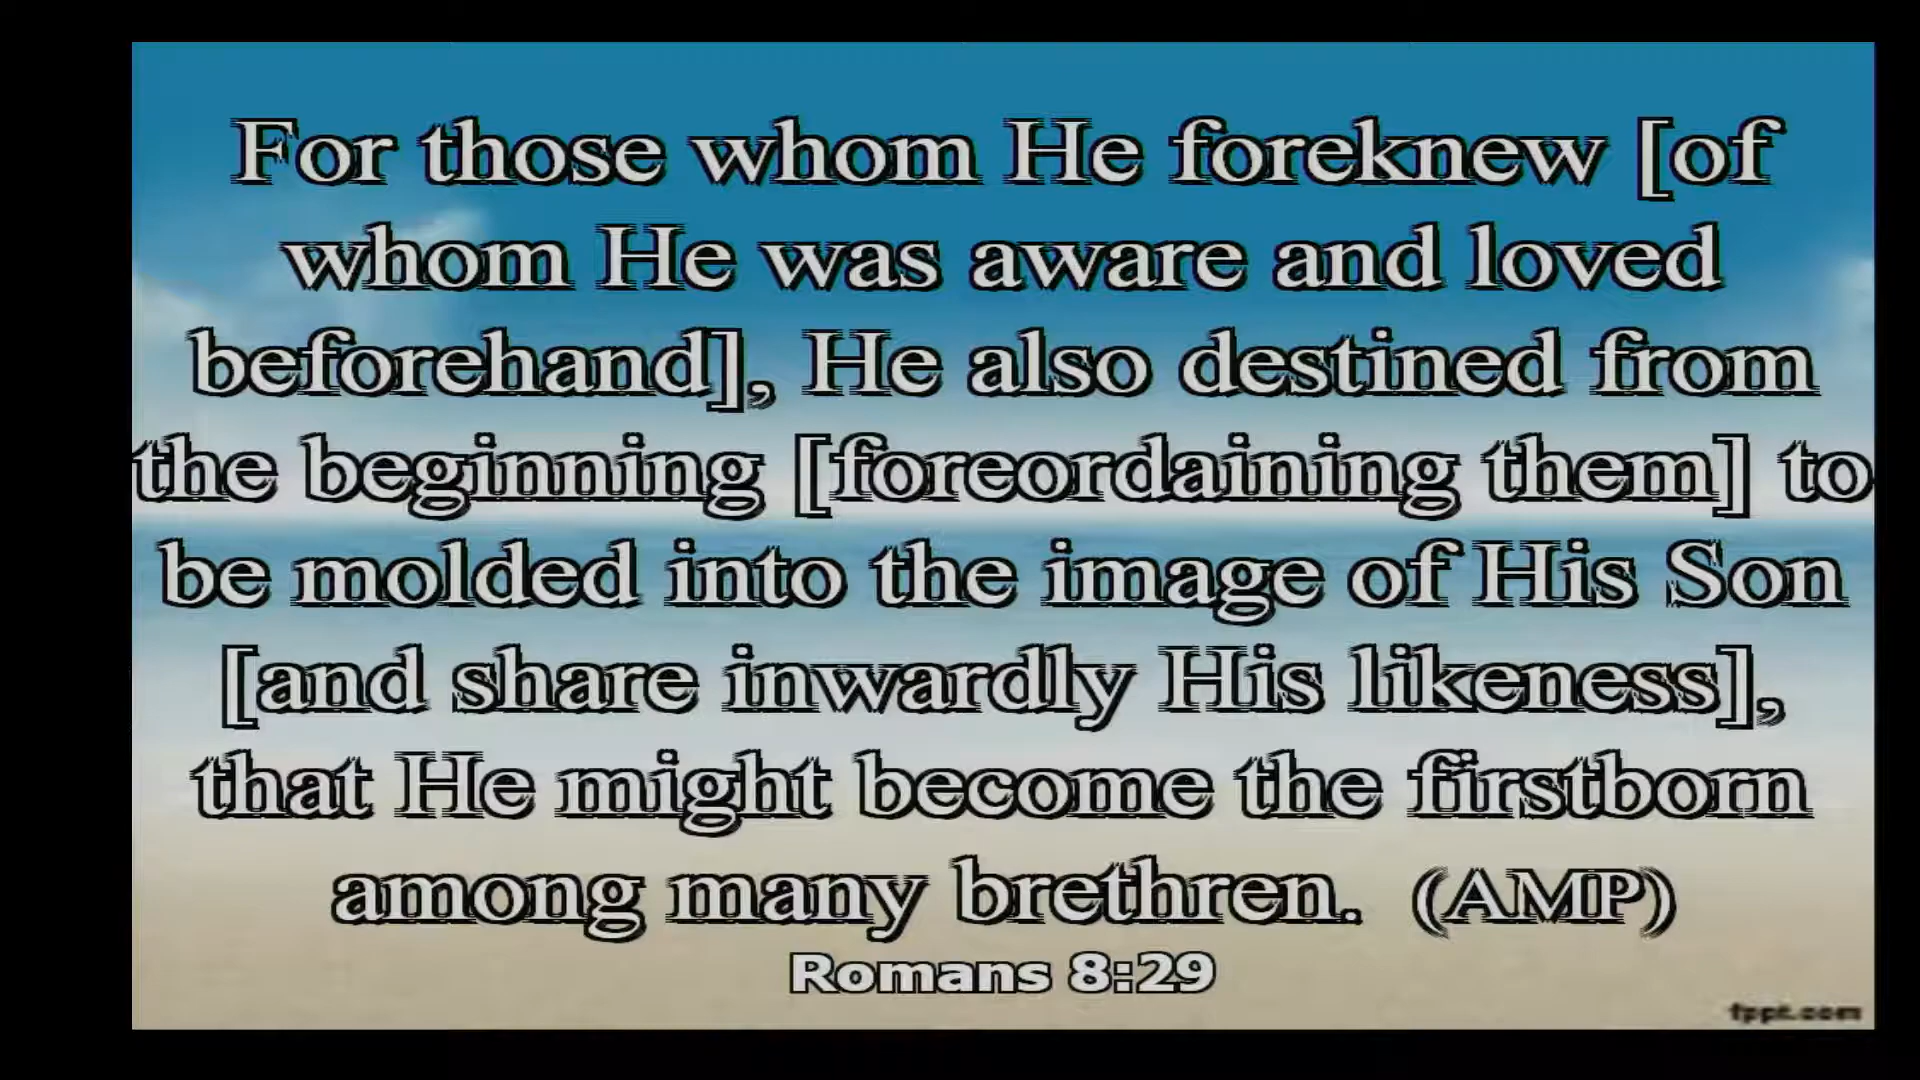 For those whom He foreknew [of
whom He was aware and loved
beforehand], He also destined from
the beginning [foreordaining them] to
be molded into the image of His Son
[and share inwardly His likeness],
that He might become the firstborn
among many brethren. (AMP)
Romans 8:29
fppt.com